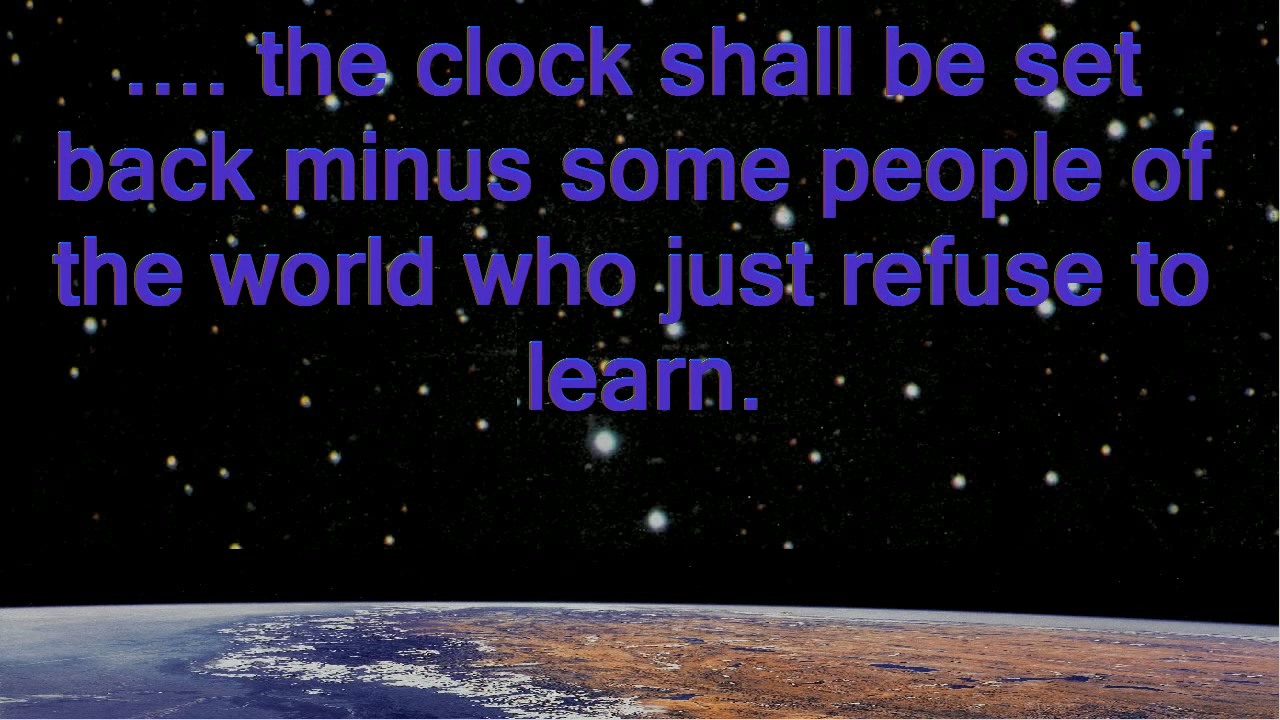 .... the clock shall be set
back minus some people of
the world who just refuse to
learn.